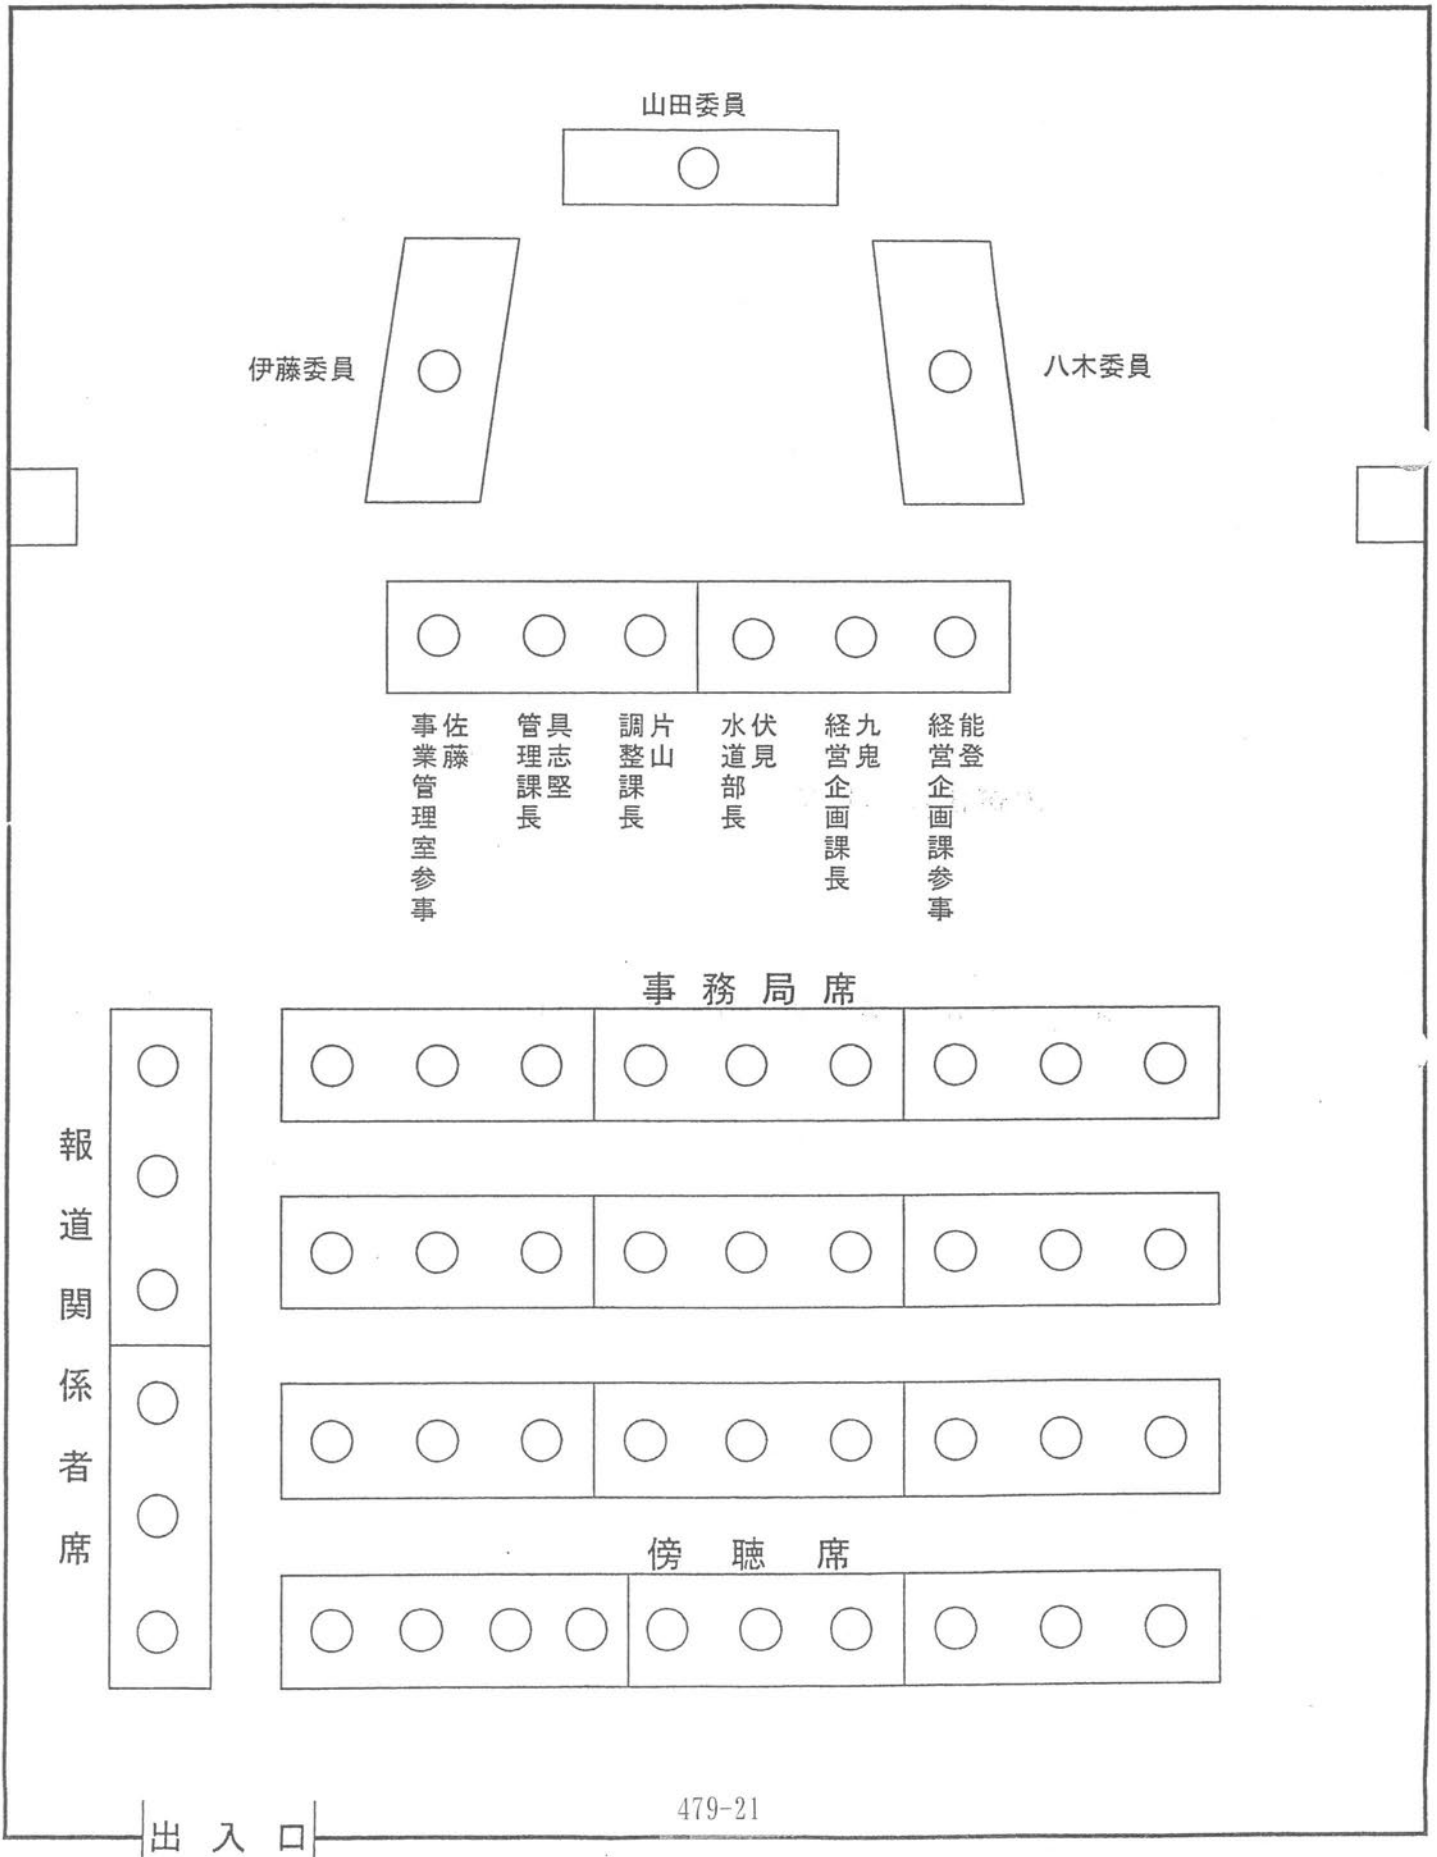 山田委員
伊藤委員
八木委員
佐藤
事業管理室参事
具志堅
管理課長
片山
調整課長
伏見
水道部長
九鬼
経営企画課長
能登
経営企画課参事
事務局席
報道関係者席
傍聴席
479-21
出入口